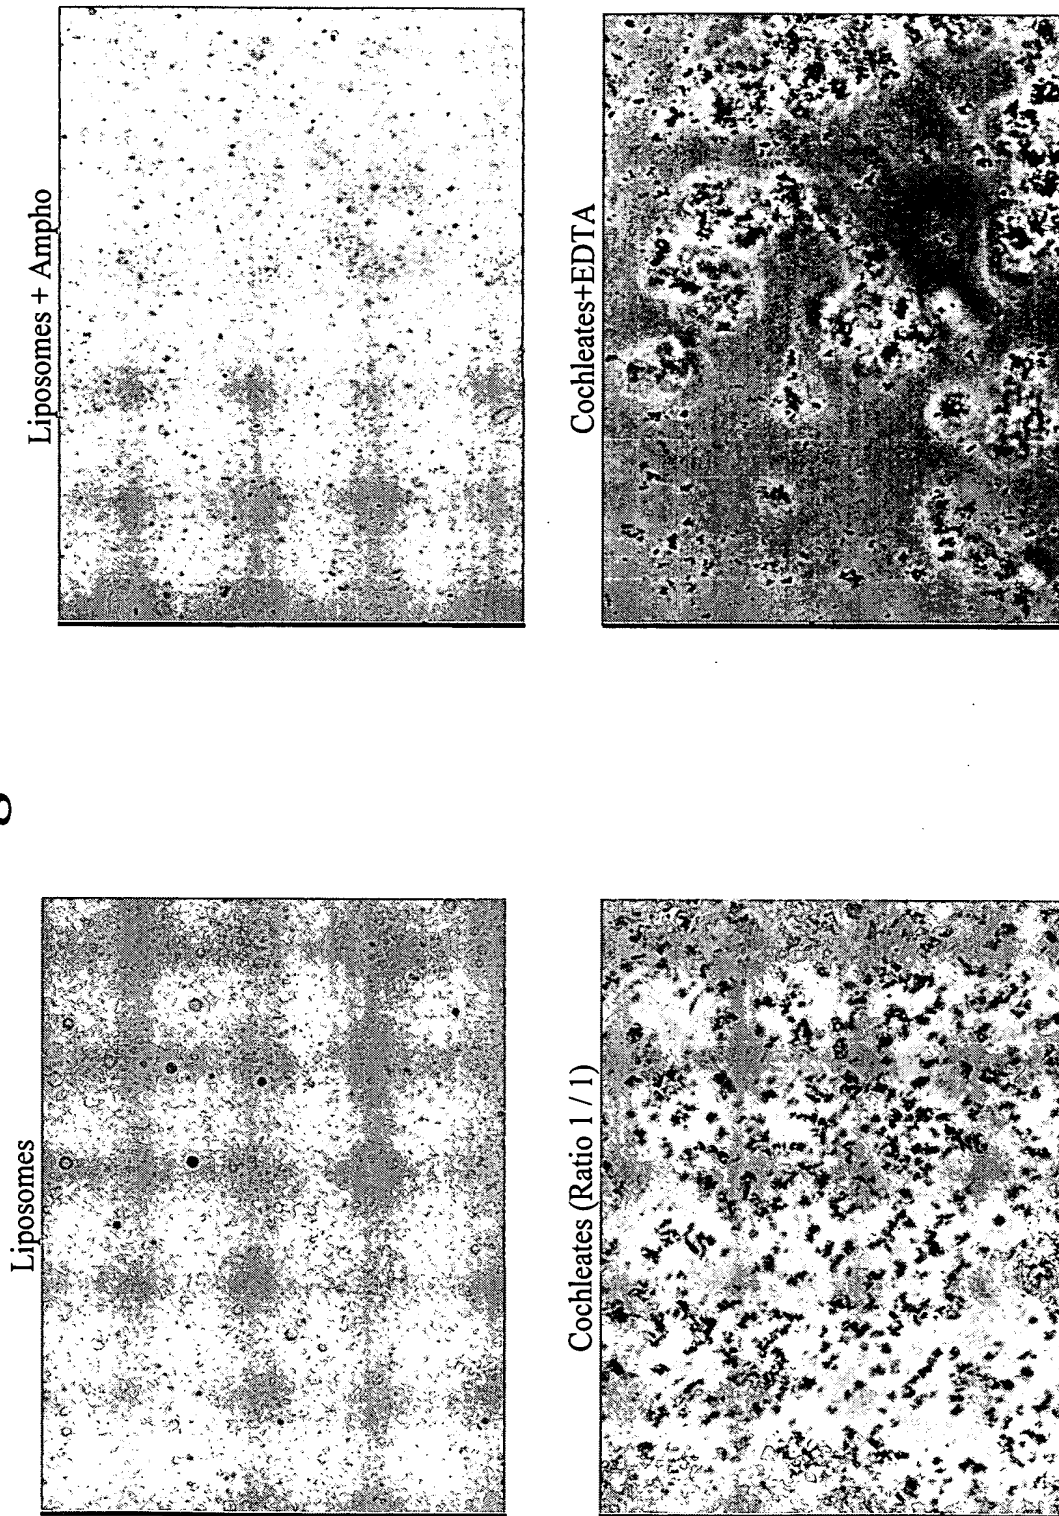 Liposomes
Liposomes + Ampho
Cochleates (Ratio 1 / 1)
Cochleates+EDTA